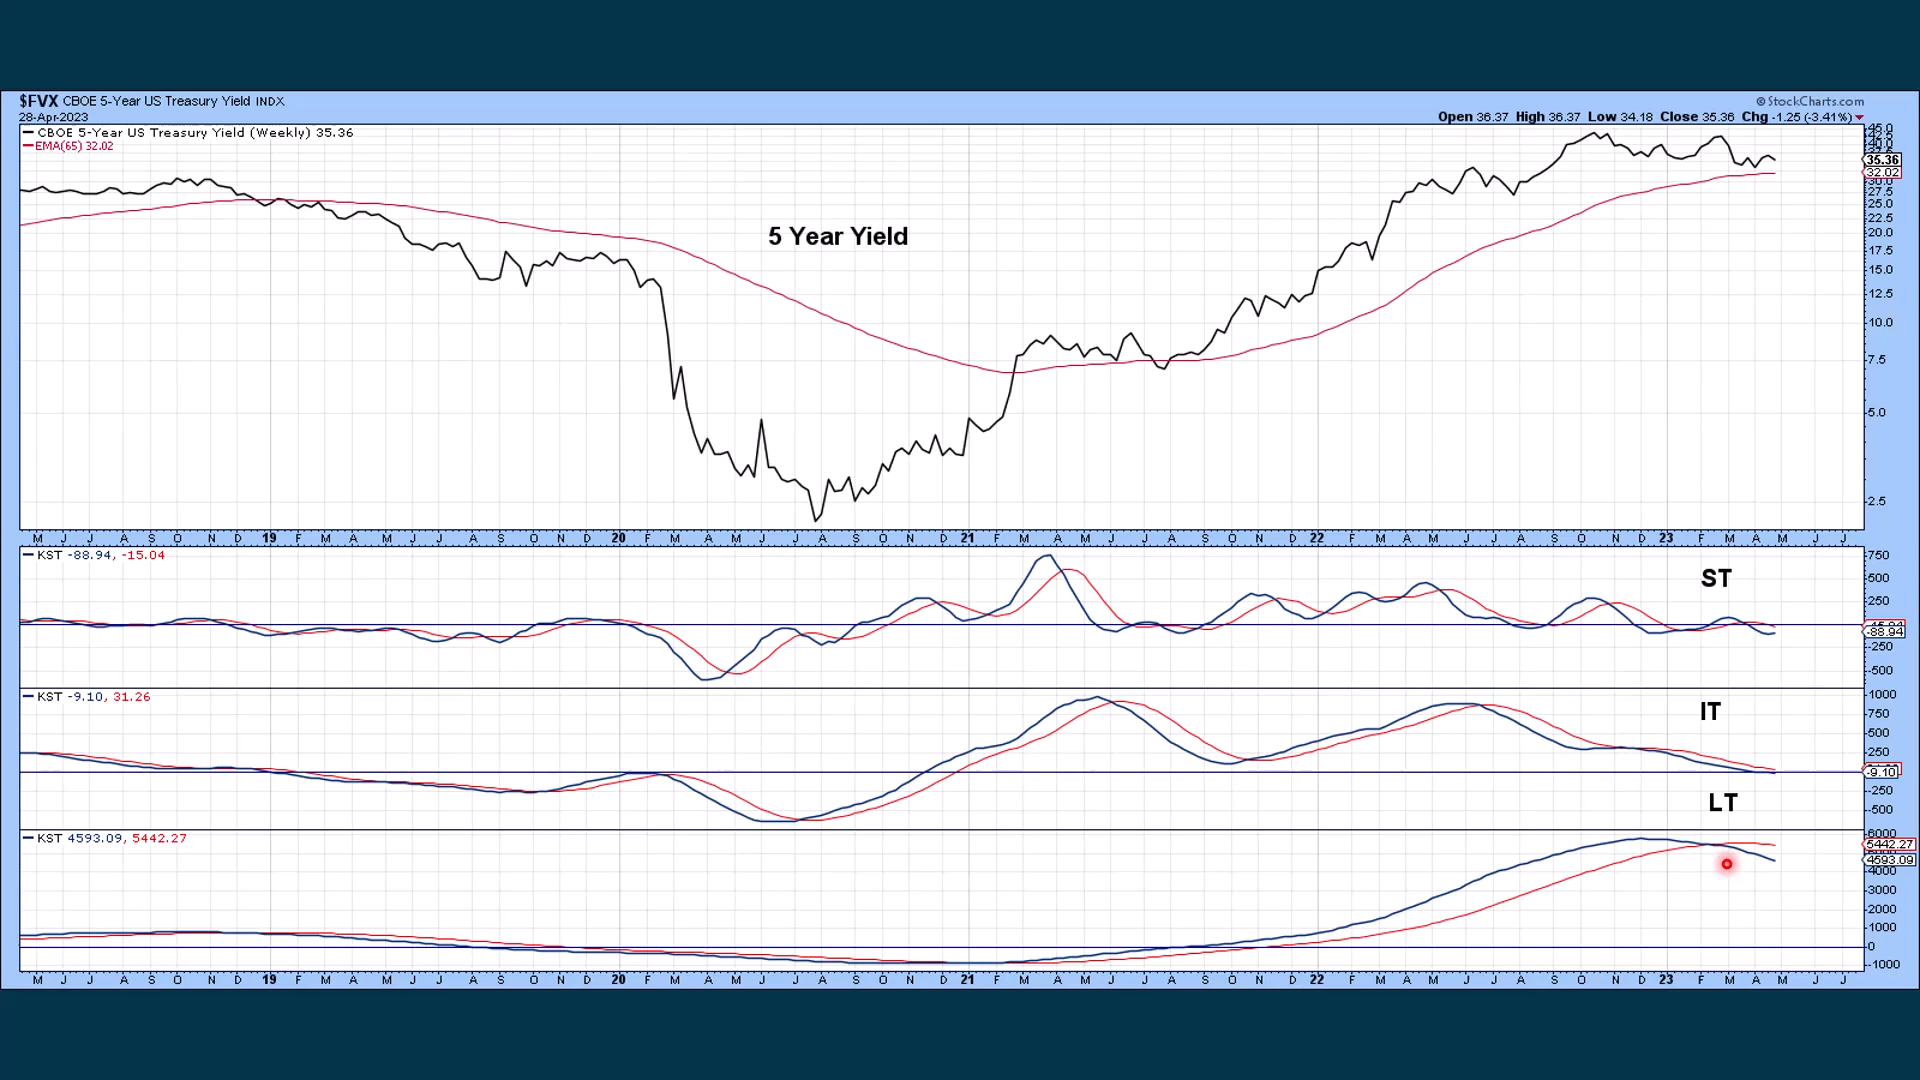 $FVX CBOE 5-Year US Treasury Yield INDX
© StockCharts.com
28-Apr-2023
Open 36.37 High 36.37 Low 34.18 Close 35.36 Chg -1.25 (-3.41%)
CBOE 5-Year US Treasury Yield (Weekly) 35.36
EMA(65) 32.02
45.0
42.5
40.0
35.36
32.02
30.0
25.0
22.5
20.0
17.5
15.0
12.5
10.0
7.5
5.0
2.5
5 Year Yield
M J J A S O N D 19 F M A M J J A S O N D 20 F M A M J J A S O N D 21 F M A M J J A S O N D 22 F M A M J J A S O N D 23 F M A M J J
KST -88.94, -15.04
ST
750
500
250
-88.94
-250
-500
KST -9.10, 31.26
IT
1000
750
500
250
-9.10
-250
-500
LT
KST 4593.09, 5442.27
6000
5442.27
4593.09
4000
3000
2000
1000
0
-1000
M J J A S O N D 19 F M A M J J A S O N D 20 F M A M J J A S O N D 21 F M A M J J A S O N D 22 F M A M J J A S O N D 23 F M A M J J